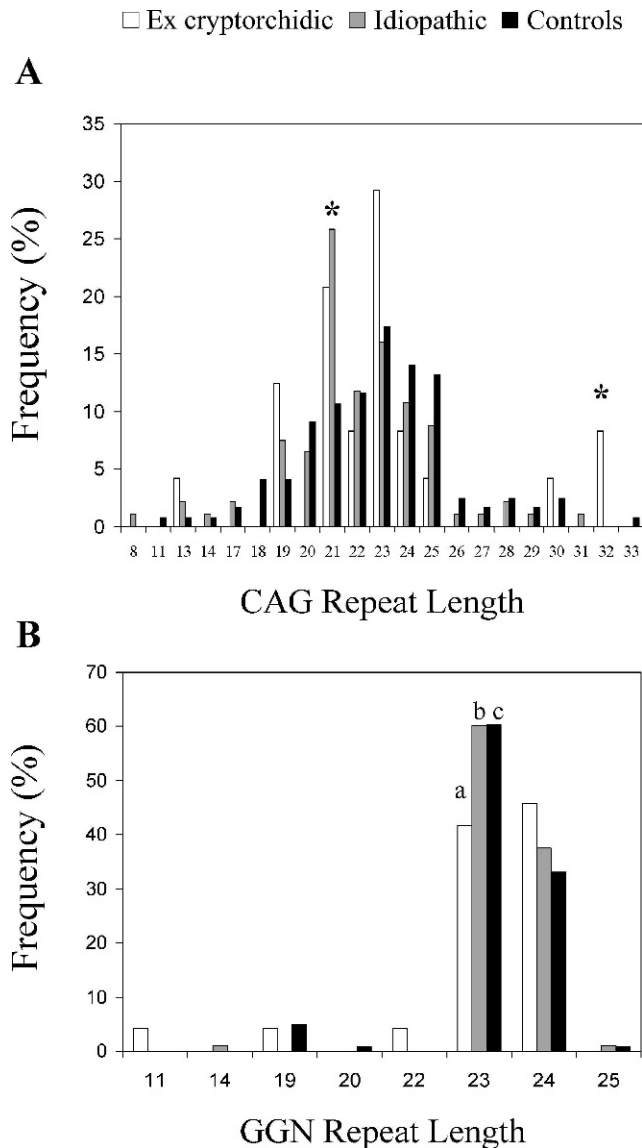 Ex cryptorchidic Idiopathic Controls
A
35
30
25
20
15
10
5
0
Frequency (%)
*
*
8 11 13 14 17 18 19 20 21 22 23 24 25 26 27 28 29 30 31 32 33
CAG Repeat Length
B
70
60
50
40
30
20
10
0
Frequency (%)
b c
a
11 14 19 20 22 23 24 25
GGN Repeat Length